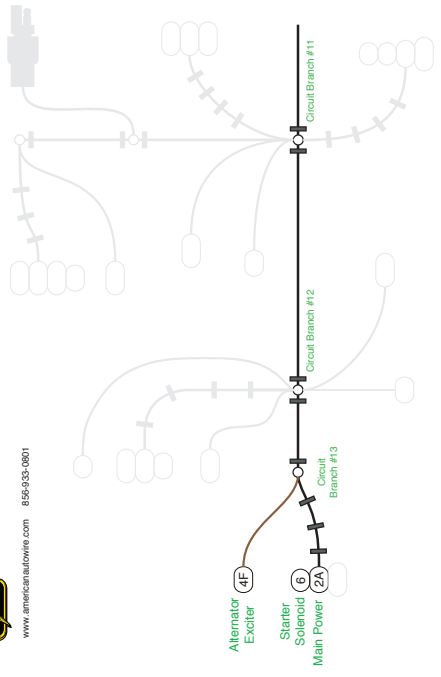 www.americanautowire.com 856-933-0801
Circuit Branch #11
Circuit Branch #12
Circuit
Branch #13
Alternator
Exciter
4F
Starter
Solenoid
6
Main Power
2A